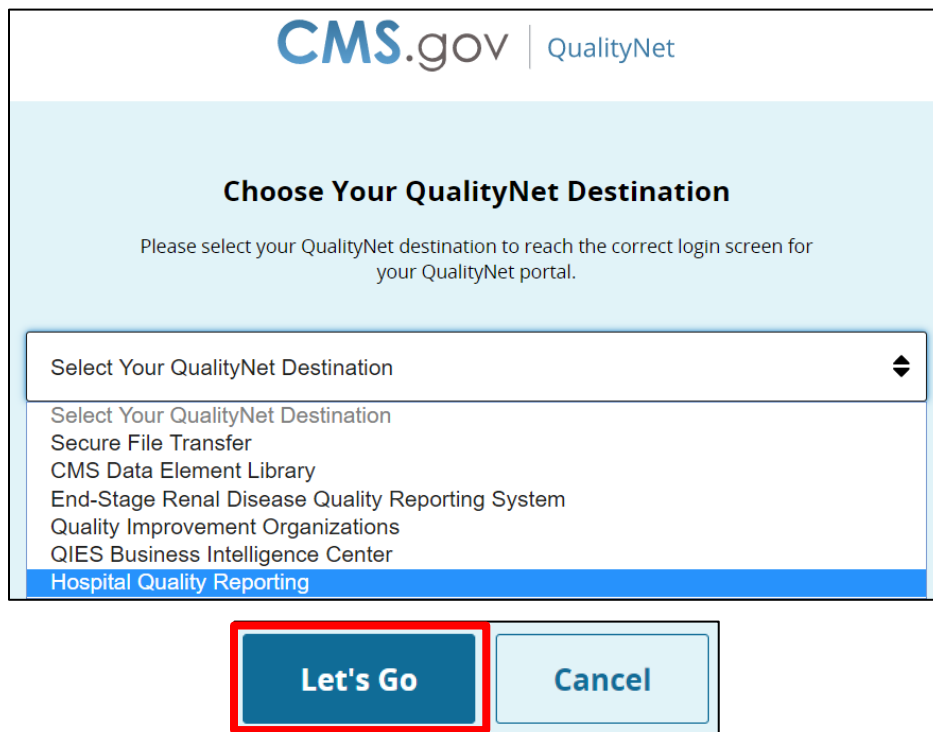 CMS.gov | QualityNet
Choose Your QualityNet Destination
Please select your QualityNet destination to reach the correct login screen for
your QualityNet portal.
Select Your QualityNet Destination
Select Your QualityNet Destination
Secure File Transfer
CMS Data Element Library
End-Stage Renal Disease Quality Reporting System
Quality Improvement Organizations
QIES Business Intelligence Center
Hospital Quality Reporting
Let's Go Cancel